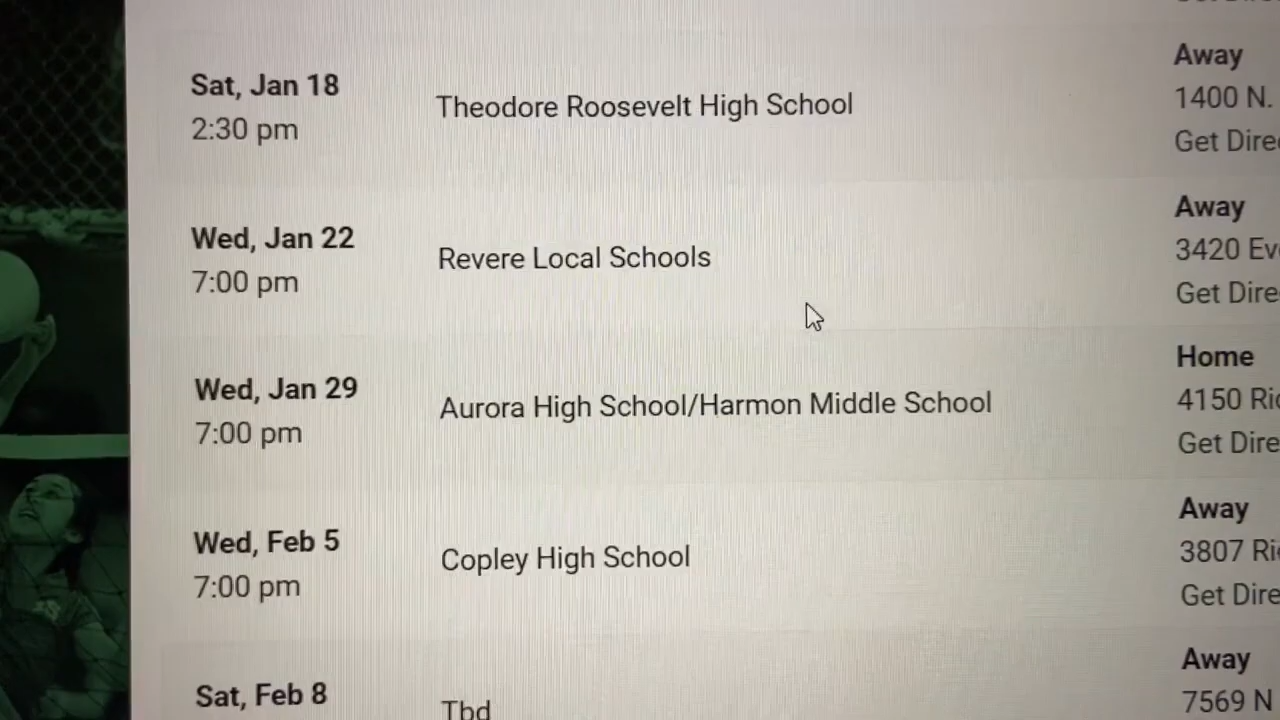 Away
Sat, Jan 18
Theodore Roosevelt High School
1400 N.
2:30 pm
Get Dire
Away
Wed, Jan 22
Revere Local Schools
3420 Ev
7:00 pm
Get Dire
Home
Wed, Jan 29
Aurora High School/Harmon Middle School
4150 Ri
7:00 pm
Get Dire
Away
Wed, Feb 5
Copley High School
3807 Ri
7:00 pm
Get Dire
Away
Sat, Feb 8
Tbd
7569 N